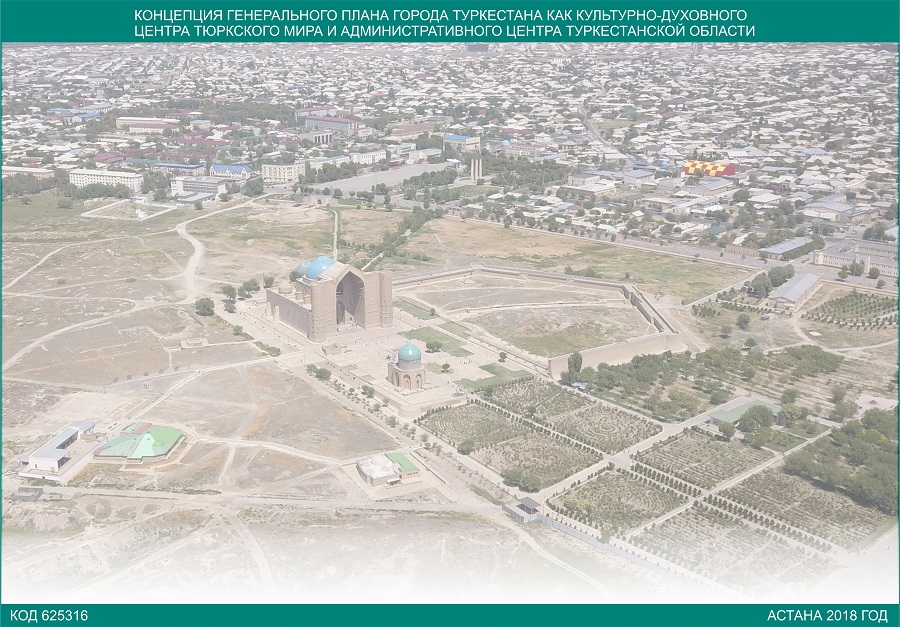 КОНЦЕПЦИЯ ГЕНЕРАЛЬНОГО ПЛАНА ГОРОДА ТУРКЕСТАНА КАК КУЛЬТУРНО-ДУХОВНОГО
ЦЕНТРА ТЮРКСКОГО МИРА И АДМИНИСТРАТИВНОГО ЦЕНТРА ТУРКЕСТАНСКОЙ ОБЛАСТИ
КОД 625316
АСТАНА 2018 ГОД